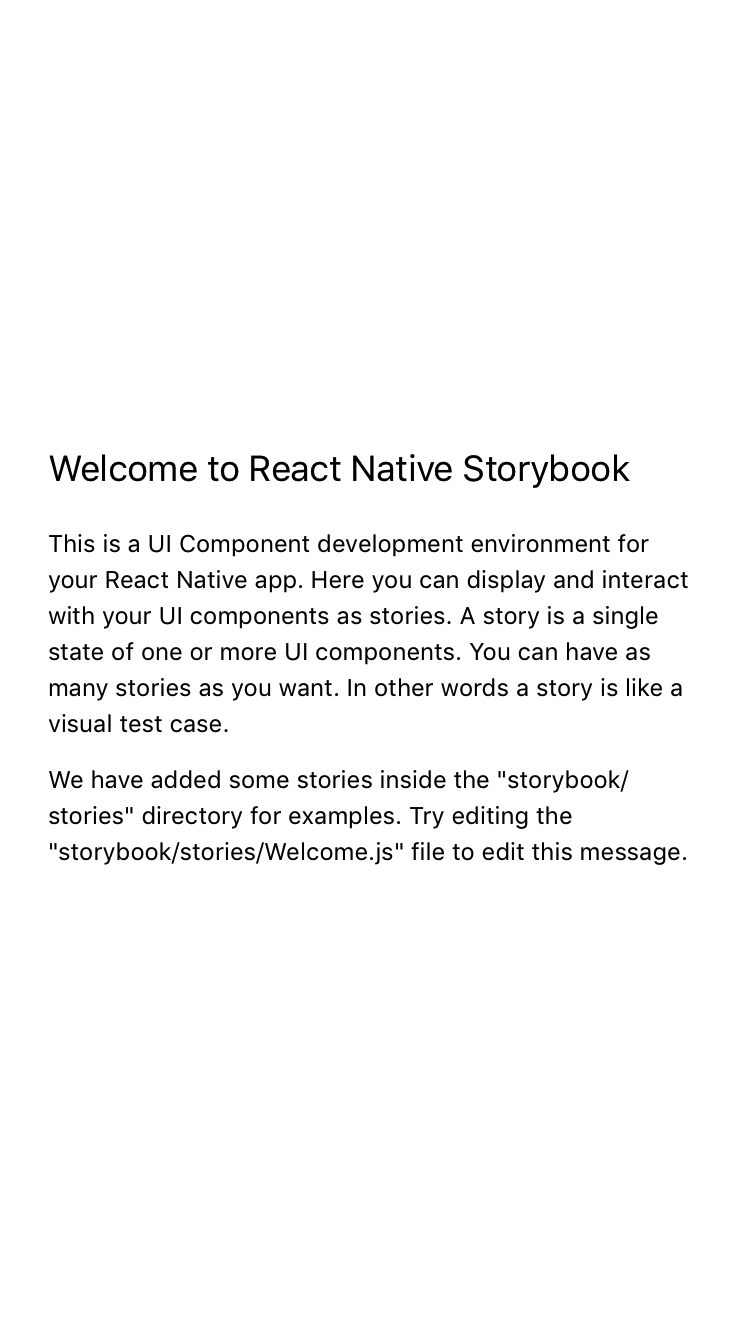 Welcome to React Native Storybook
This is a UI Component development environment for
your React Native app. Here you can display and interact
with your UI components as stories. A story is a single
state of one or more UI components. You can have as
many stories as you want. In other words a story is like a
visual test case.
We have added some stories inside the "storybook/
stories" directory for examples. Try editing the
"storybook/stories/Welcome.js" file to edit this message.